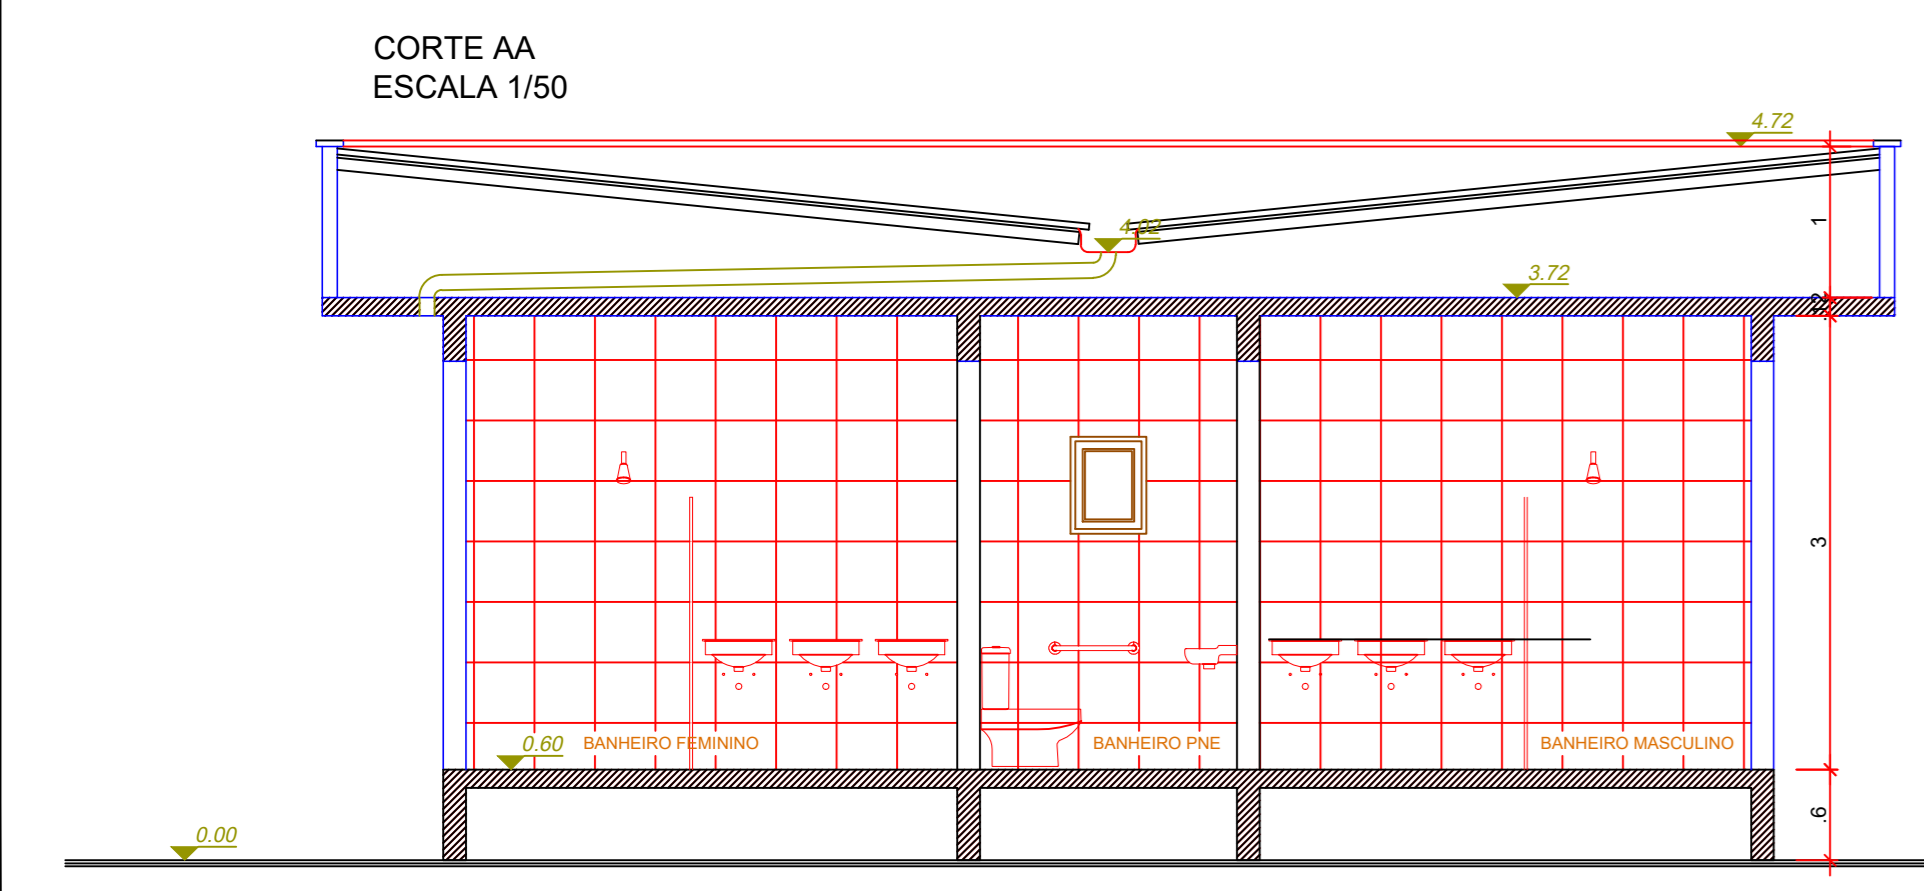 CORTE AA
ESCALA 1/50
4.72
4.02
1
3.72
.12
3
0.60
BANHEIRO FEMININO
BANHEIRO PNE
BANHEIRO MASCULINO
.6
0.00